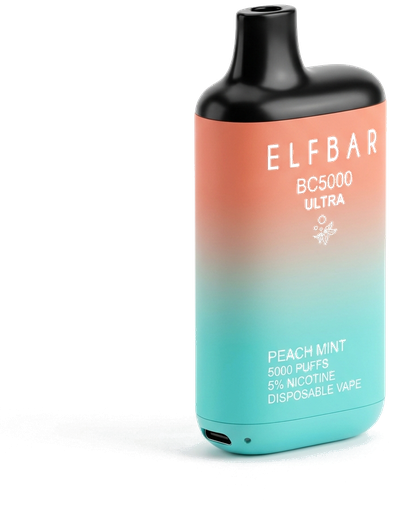 ELFBAR
BC5000
ULTRA
PEACH MINT
5000 PUFFS
5% NICOTINE
DISPOSABLE VAPE